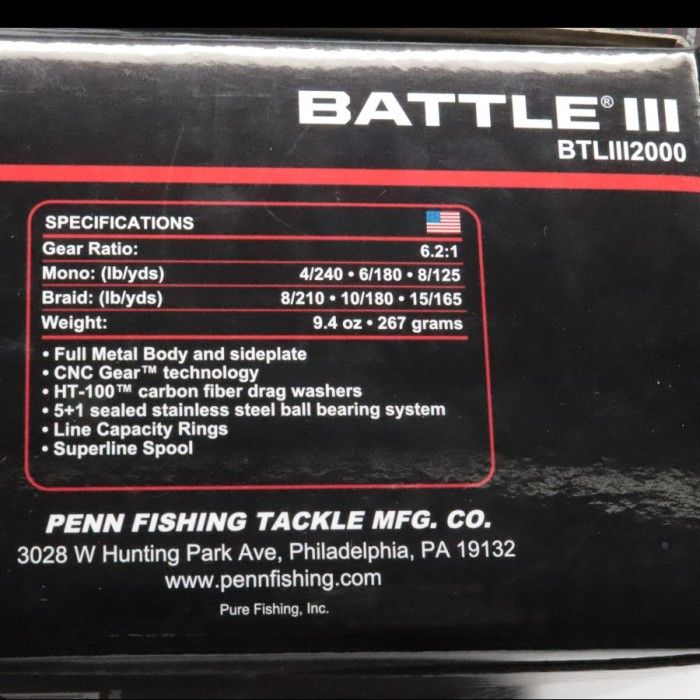 BATTLE® III
BTLIII2000
SPECIFICATIONS
Gear Ratio: 6.2:1
Mono: (lb/yds) 4/240 • 6/180 • 8/125
Braid: (lb/yds) 8/210 • 10/180 • 15/165
Weight: 9.4 oz • 267 grams
• Full Metal Body and sideplate
• CNC Gear™ technology
• HT-100™ carbon fiber drag washers
• 5+1 sealed stainless steel ball bearing system
• Line Capacity Rings
• Superline Spool
PENN FISHING TACKLE MFG. CO.
3028 W Hunting Park Ave, Philadelphia, PA 19132
www.pennfishing.com
Pure Fishing, Inc.